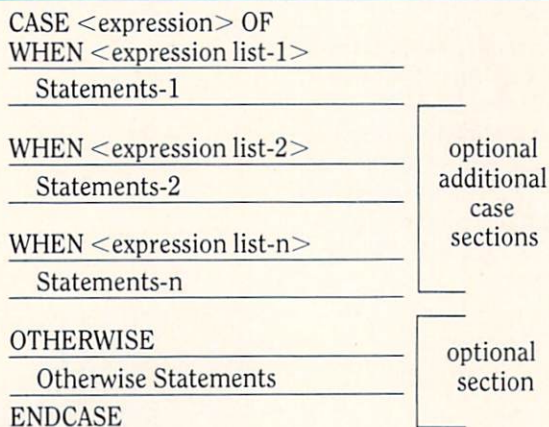 CASE <expression> OF
WHEN <expression list-1>
Statements-1
WHEN <expression list-2>
Statements-2
WHEN <expression list-n>
Statements-n
optional
additional
case
sections
OTHERWISE
Otherwise Statements
ENDCASE
optional
section